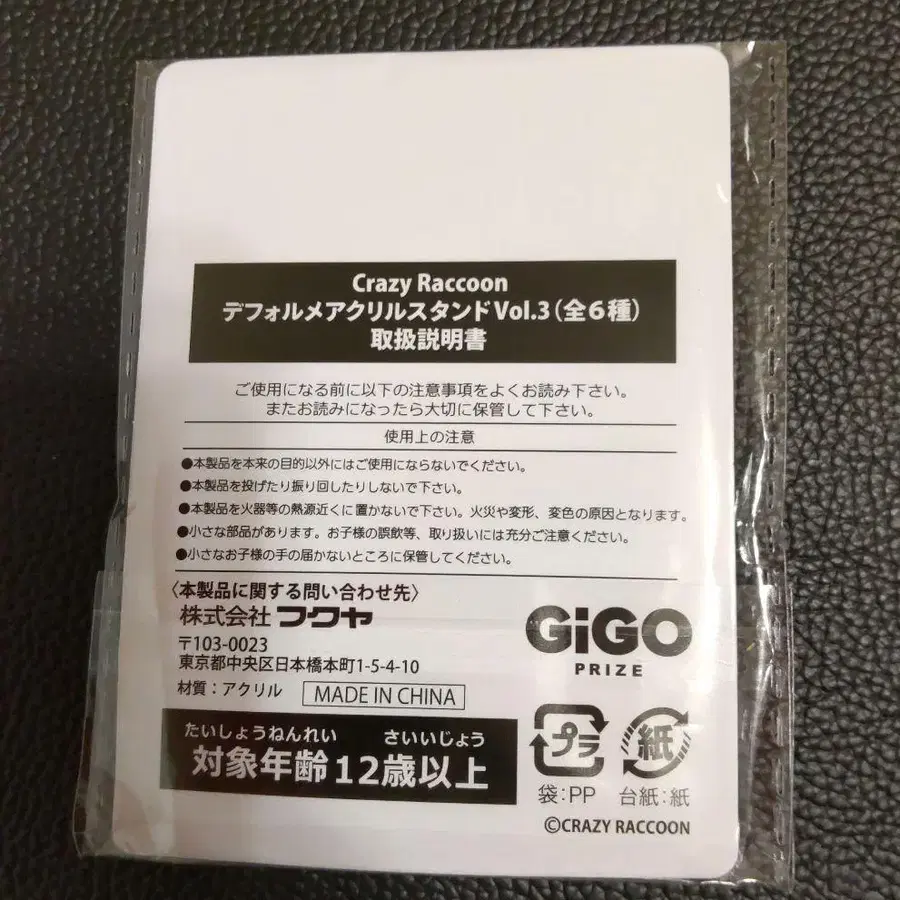 Crazy Raccoon
デフォルメアクリルスタンドVol.3(全6種)
取扱説明書
ご使用になる前に以下の注意事項をよくお読み下さい。
またお読みになったら大切に保管して下さい。
使用上の注意
●本製品を本来の目的以外にはご使用にならないでください。
●本製品を投げたり振り回したりしないで下さい。
●本製品を火器等の熱源近くに置かないで下さい。火災や変形、変色の原因となります。
●小さな部品があります。お子様の誤飲等、取り扱いには充分ご注意ください。
●小さなお子様の手の届かないところに保管してください。
〈本製品に関する問い合わせ先〉
株式会社フクヤ
〒103-0023
東京都中央区日本橋本町1-5-4-10
材質:アクリル MADE IN CHINA
GiGO
PRIZE
たいしょうねんれい さいいじょう
対象年齢12歳以上
プラ 紙
袋:PP 台紙:紙
©CRAZY RACCOON